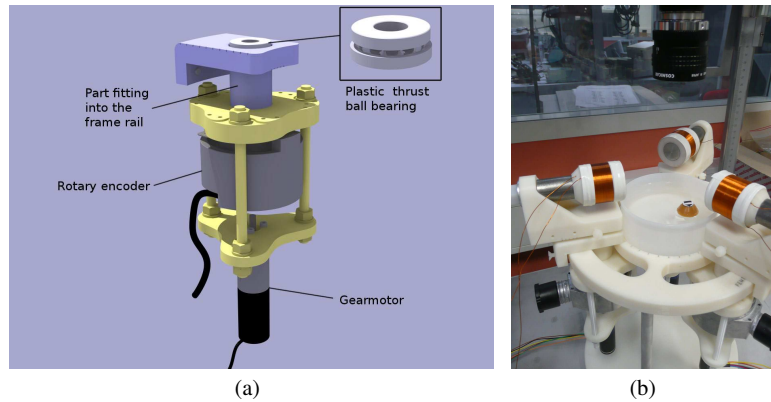 Part fitting
into the
frame rail
Plastic thrust
ball bearing
Rotary encoder
Gearmotor
(a)
(b)